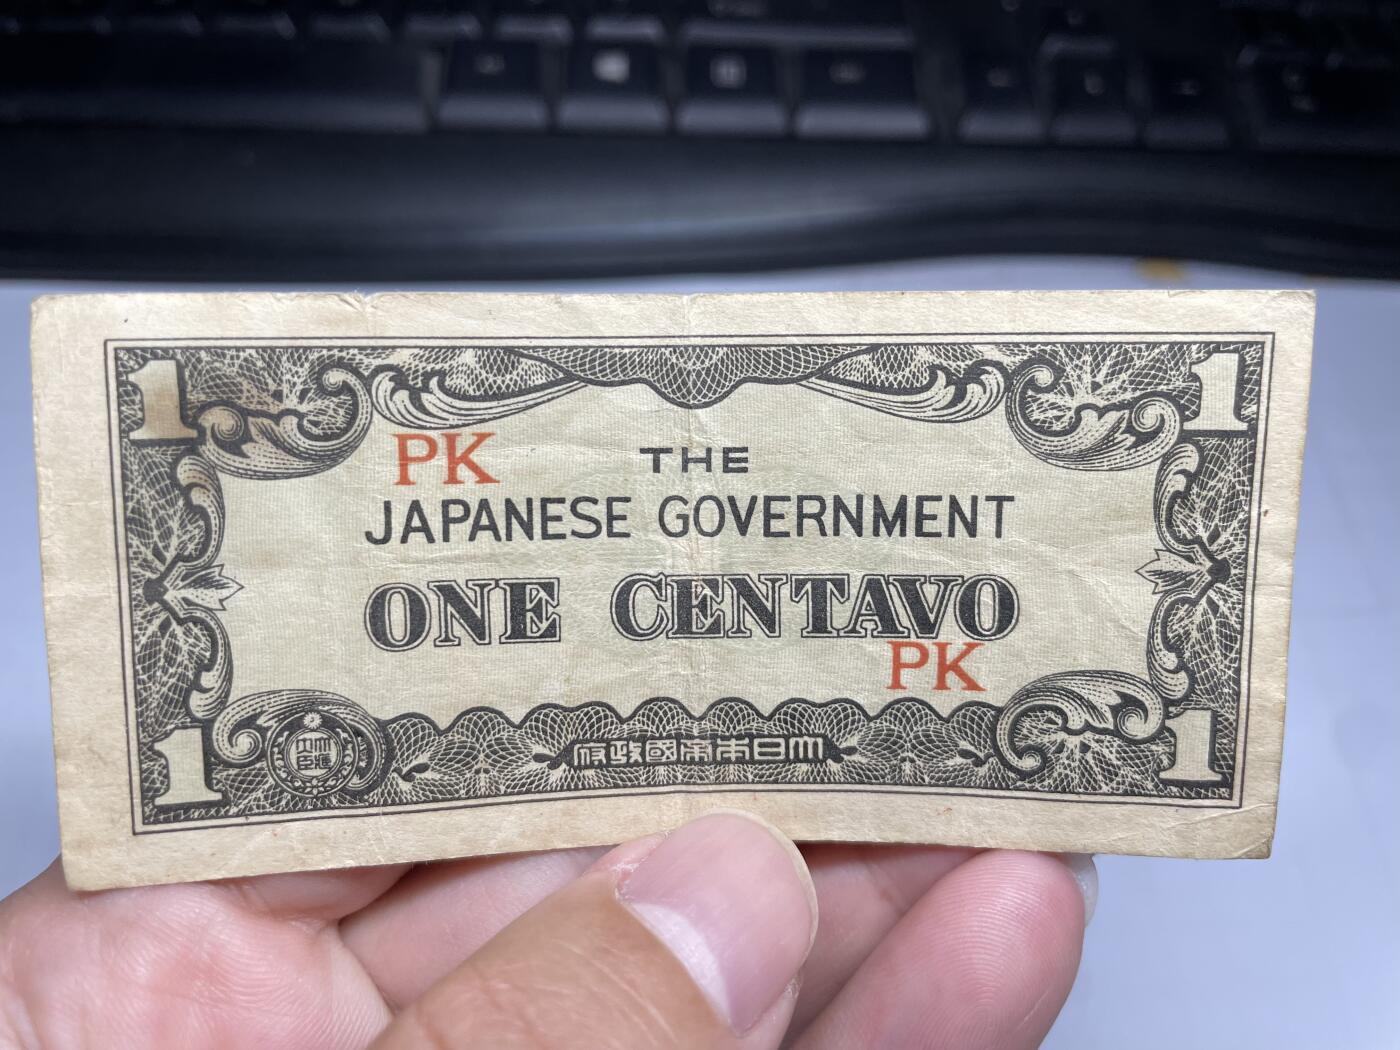 1 1
PK
THE
JAPANESE GOVERNMENT
ONE CENTAVO
PK
府政國帝本日大
1 1